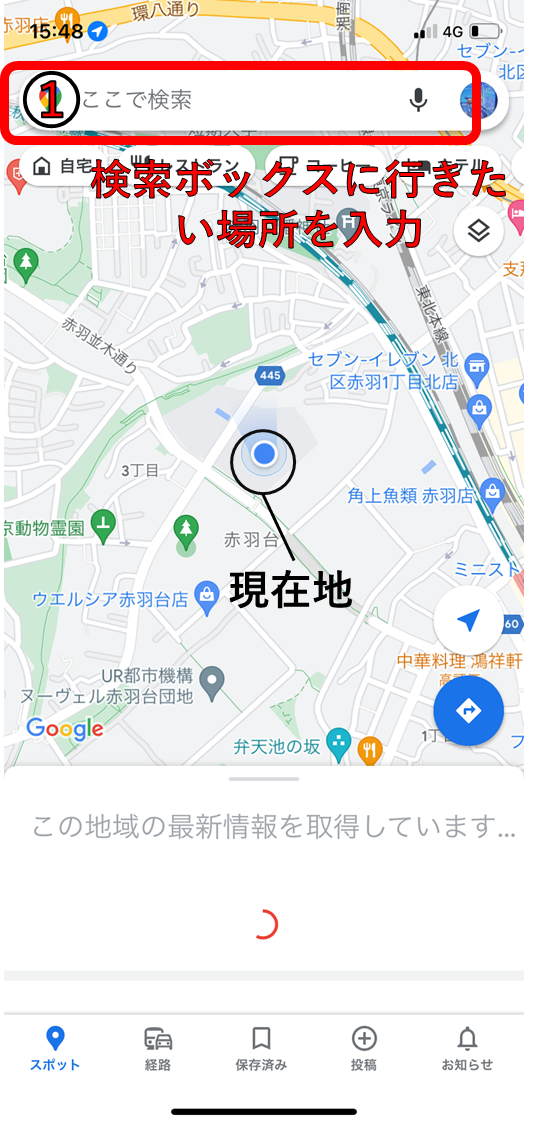 環八通り
15:48
4G
セブン-イ
北区
1
ここで検索
自宅
検索ボックスに行きた
い場所を入力
東北本線
赤羽並木通り
445
セブン-イレブン 北
区赤羽1丁目北店
3丁目
角上魚類 赤羽店
京動物霊園
赤羽台
ミニスト
現在地
ウエルシア赤羽台店
60
中華料理 鴻祥軒
UR都市機構
ヌーヴェル赤羽台団地
Google
弁天池の坂
1丁
この地域の最新情報を取得しています...
スポット
経路
保存済み
投稿
お知らせ